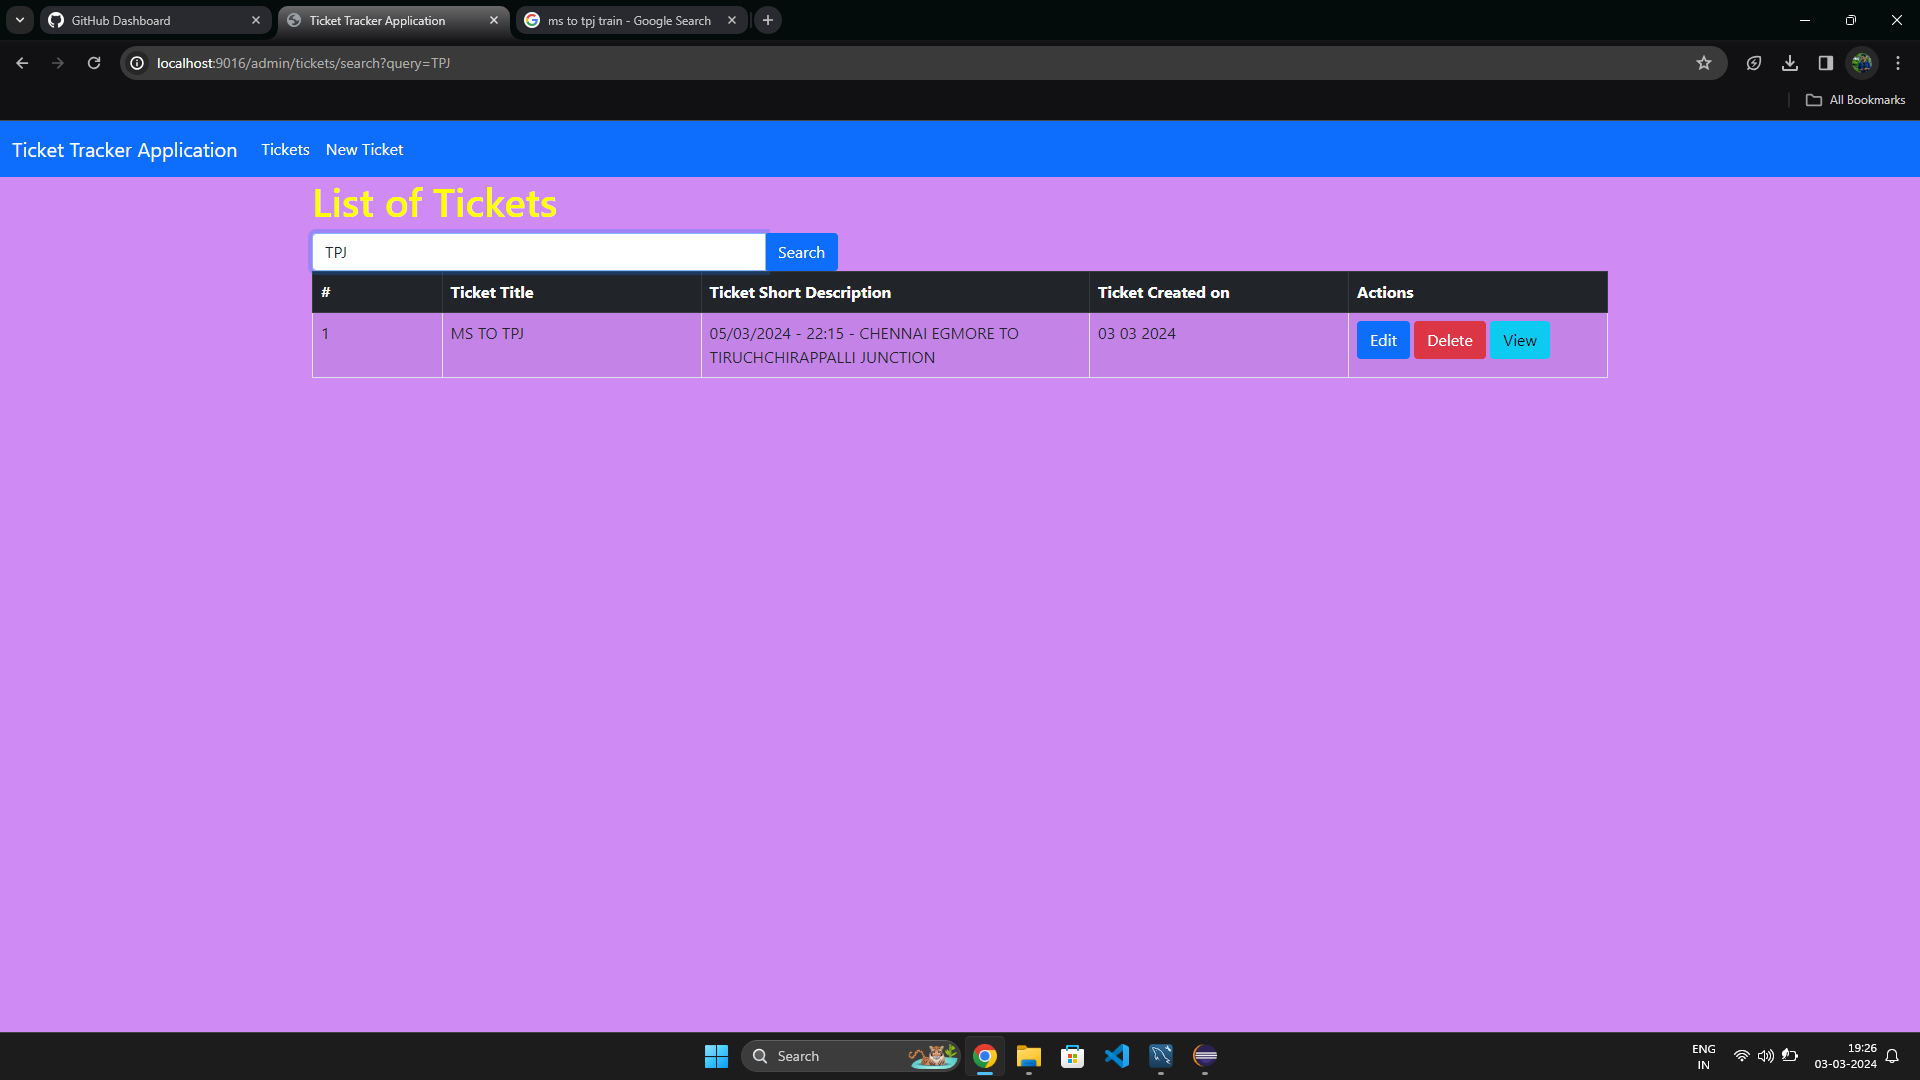 GitHub Dashboard
Ticket Tracker Application
ms to tpj train - Google Search
localhost:9016/admin/tickets/search?query=TPJ
All Bookmarks
Ticket Tracker Application Tickets New Ticket
List of Tickets
TPJ
Search
# Ticket Title Ticket Short Description Ticket Created on Actions
1 MS TO TPJ 05/03/2024 - 22:15 - CHENNAI EGMORE TO
TIRUCHCHIRAPPALLI JUNCTION
03 03 2024
Edit Delete View
Search
ENG
IN
19:26
03-03-2024